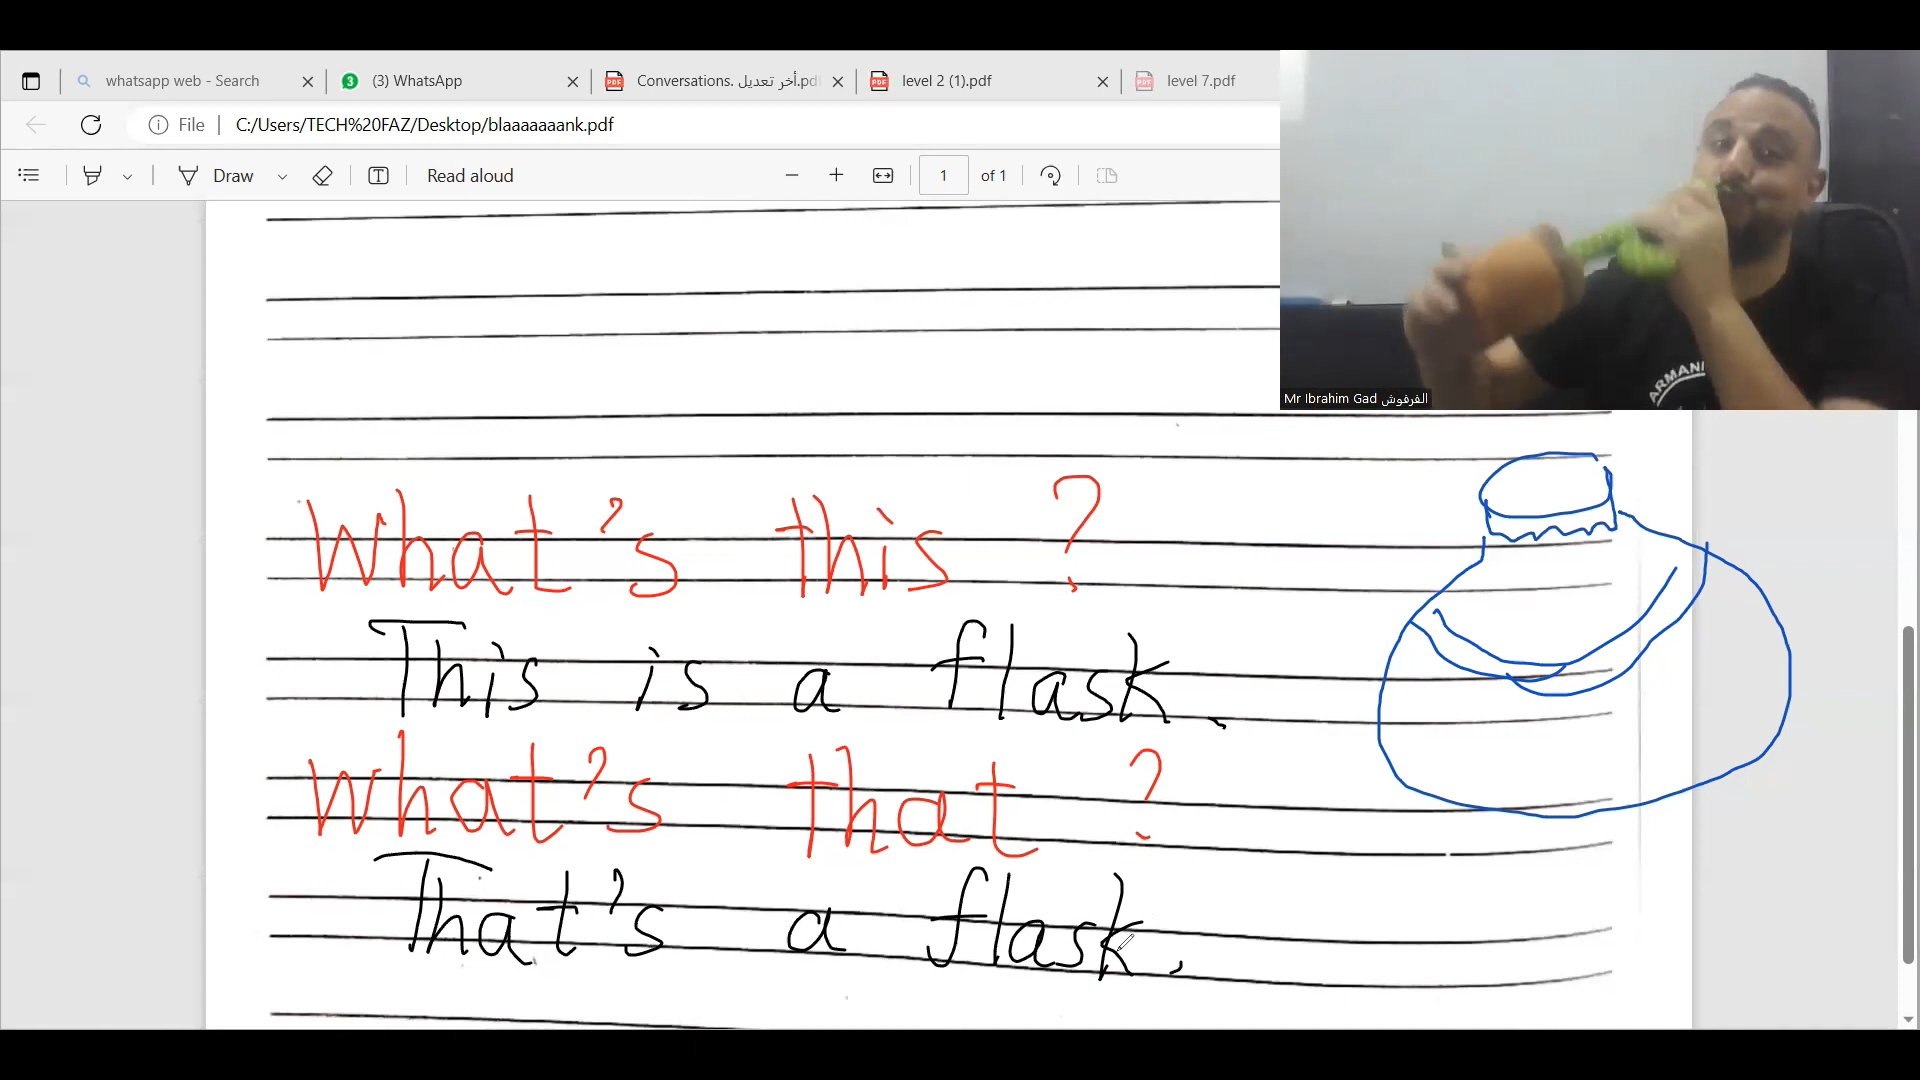 whatsapp web - Search
(3) WhatsApp
Conversations. أخر تعديل.pdf
level 2 (1).pdf
level 7.pdf
File
C:/Users/TECH%20FAZ/Desktop/blaaaaaaank.pdf
Draw
Read aloud
1
of 1
ARMANI
Mr Ibrahim Gad الفرفوش
What's this ?
This is a flask.
What's that ?
That's a flask.